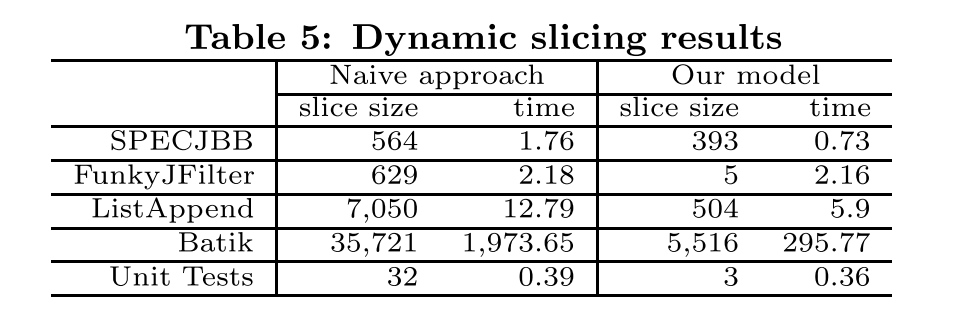 Table 5: Dynamic slicing results
Naive approach Our model
slice size time slice size time
SPECJBB 564 1.76 393 0.73
FunkyJFilter 629 2.18 5 2.16
ListAppend 7,050 12.79 504 5.9
Batik 35,721 1,973.65 5,516 295.77
Unit Tests 32 0.39 3 0.36